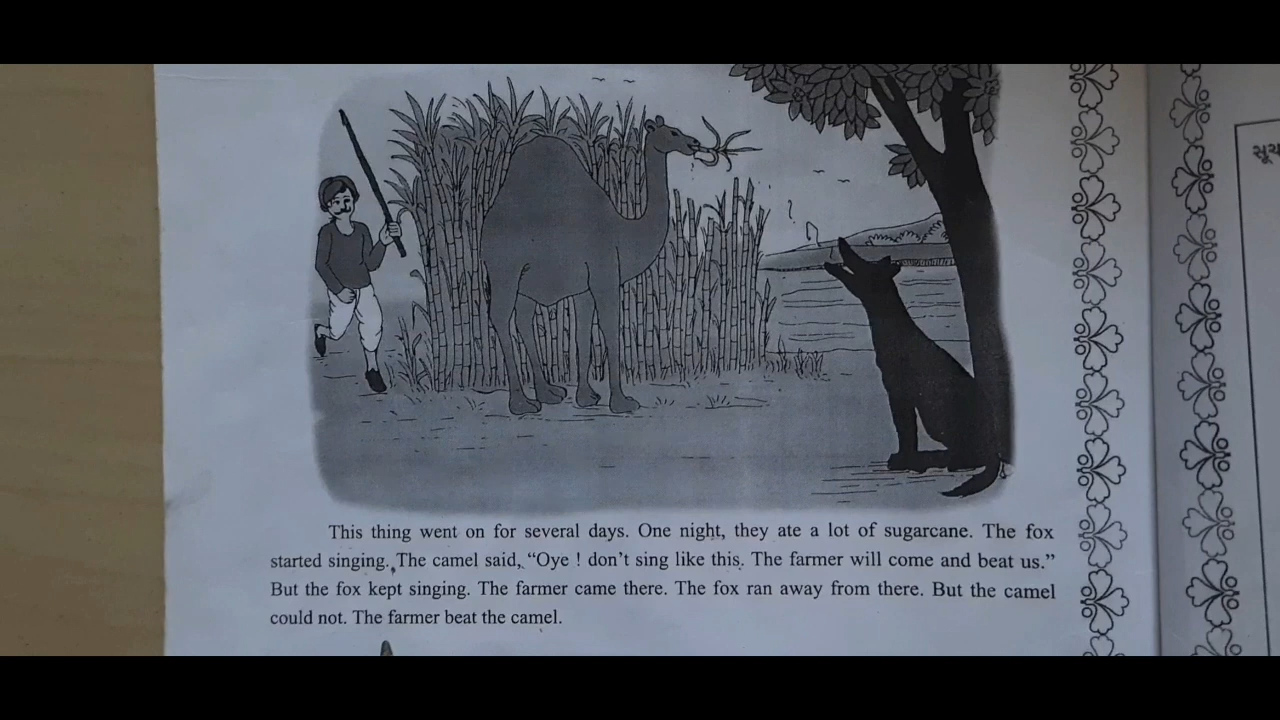 This thing went on for several days. One night, they ate a lot of sugarcane. The fox
started singing. The camel said, “Oye ! don’t sing like this. The farmer will come and beat us.”
But the fox kept singing. The farmer came there. The fox ran away from there. But the camel
could not. The farmer beat the camel.